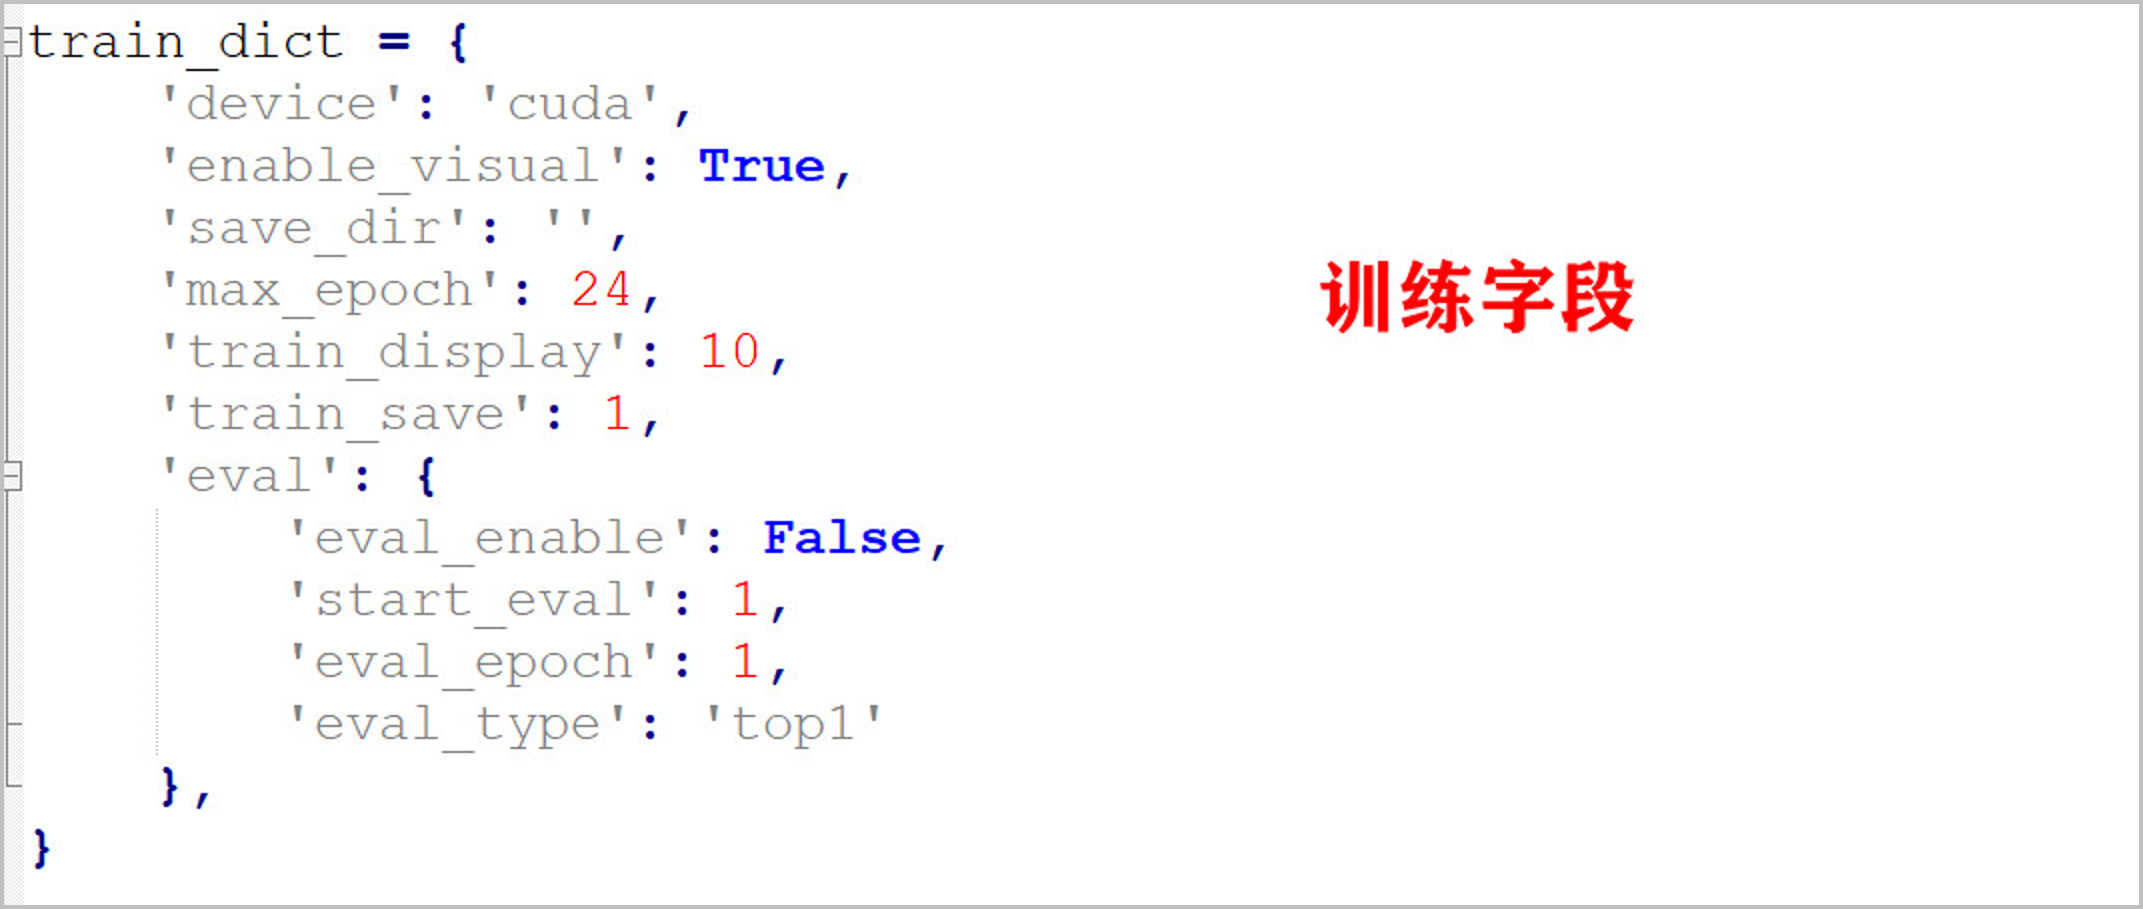 train_dict = {
'device': 'cuda',
'enable_visual': True,
'save_dir': '',
'max_epoch': 24,
训练字段
'train_display': 10,
'train_save': 1,
'eval': {
'eval_enable': False,
'start_eval': 1,
'eval_epoch': 1,
'eval_type': 'top1'
},
}